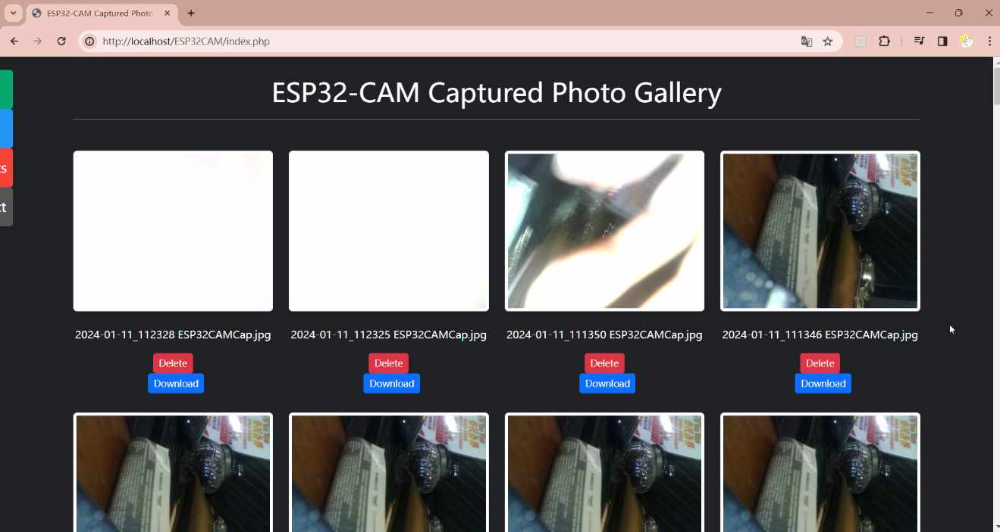 ESP32-CAM Captured Photo
http://localhost/ESP32CAM/index.php
ESP32-CAM Captured Photo Gallery
ts
ct
2024-01-11_112328 ESP32CAMCap.jpg
2024-01-11_112325 ESP32CAMCap.jpg
2024-01-11_111350 ESP32CAMCap.jpg
2024-01-11_111346 ESP32CAMCap.jpg
Delete
Delete
Delete
Delete
Download
Download
Download
Download